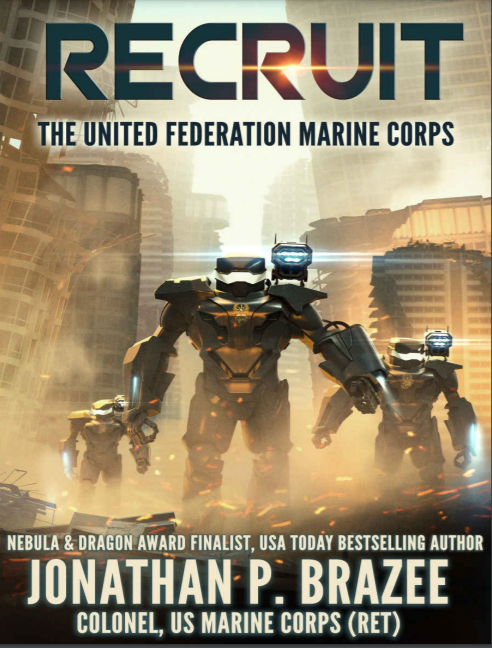 RECRUIT
THE UNITED FEDERATION MARINE CORPS
NEBULA & DRAGON AWARD FINALIST, USA TODAY BESTSELLING AUTHOR
JONATHAN P. BRAZEE
COLONEL, US MARINE CORPS (RET)